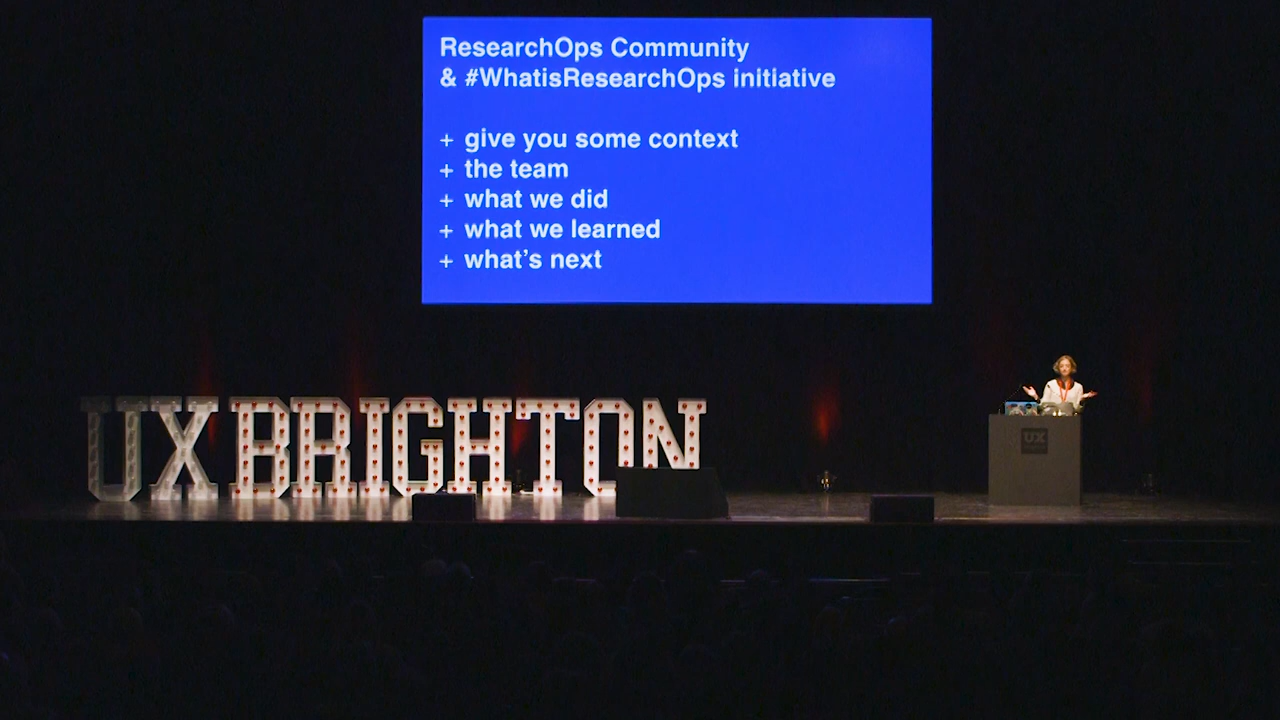 ResearchOps Community
& #WhatisResearchOps initiative
+ give you some context
+ the team
+ what we did
+ what we learned
+ what's next
UXBRIGHTON
UX